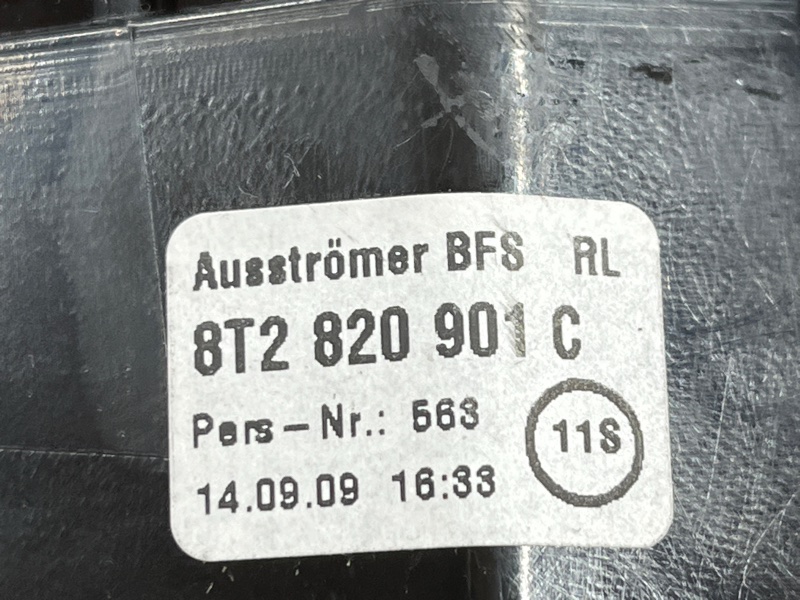 Ausströmer BFS RL
8T2 820 901 C
Pers-Nr.: 563
11S
14.09.09 16:33